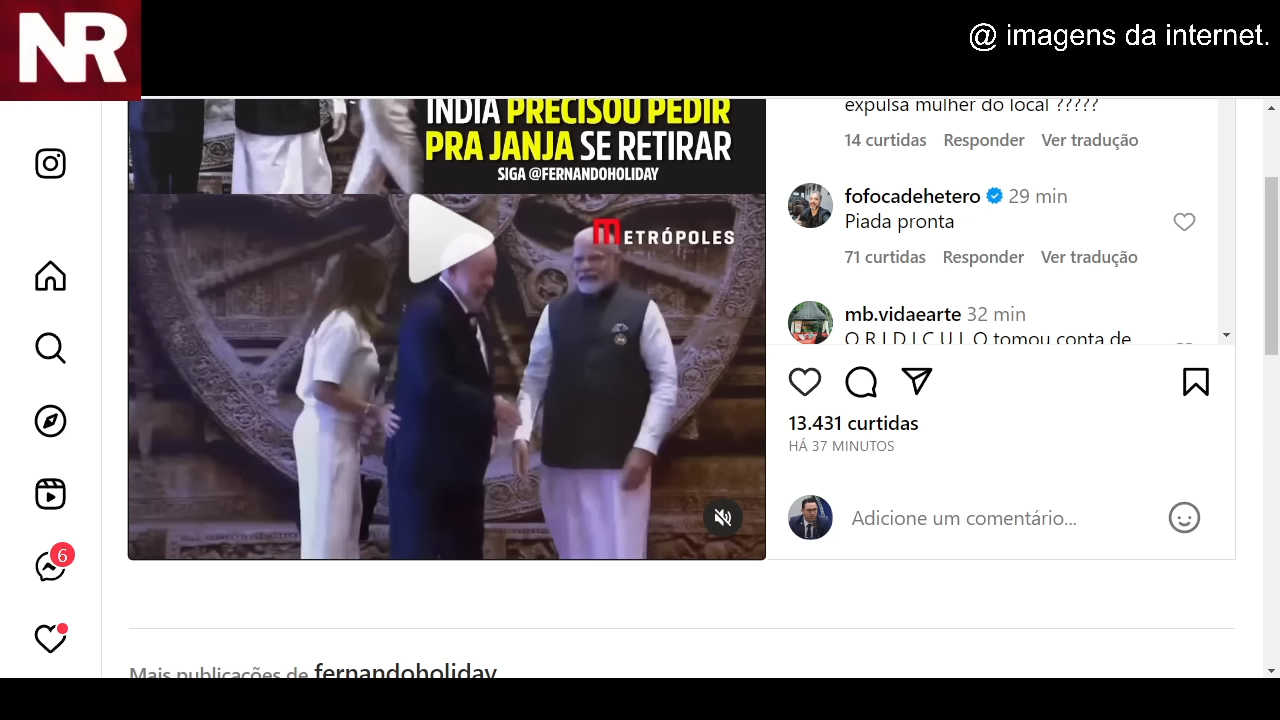 NR
@ imagens da internet.
ÍNDIA PRECISOU PEDIR
PRA JANJA SE RETIRAR
SIGA @FERNANDOHOLIDAY
METRÓPOLES
expulsa mulher do local ?????
14 curtidas Responder Ver tradução
fofocadehetero 29 min
Piada pronta
71 curtidas Responder Ver tradução
mb.vidaearte 32 min
O R I D I C U L O tomou conta de
13.431 curtidas
HÁ 37 MINUTOS
Adicione um comentário...
6
Mais publicações de fernandoholiday